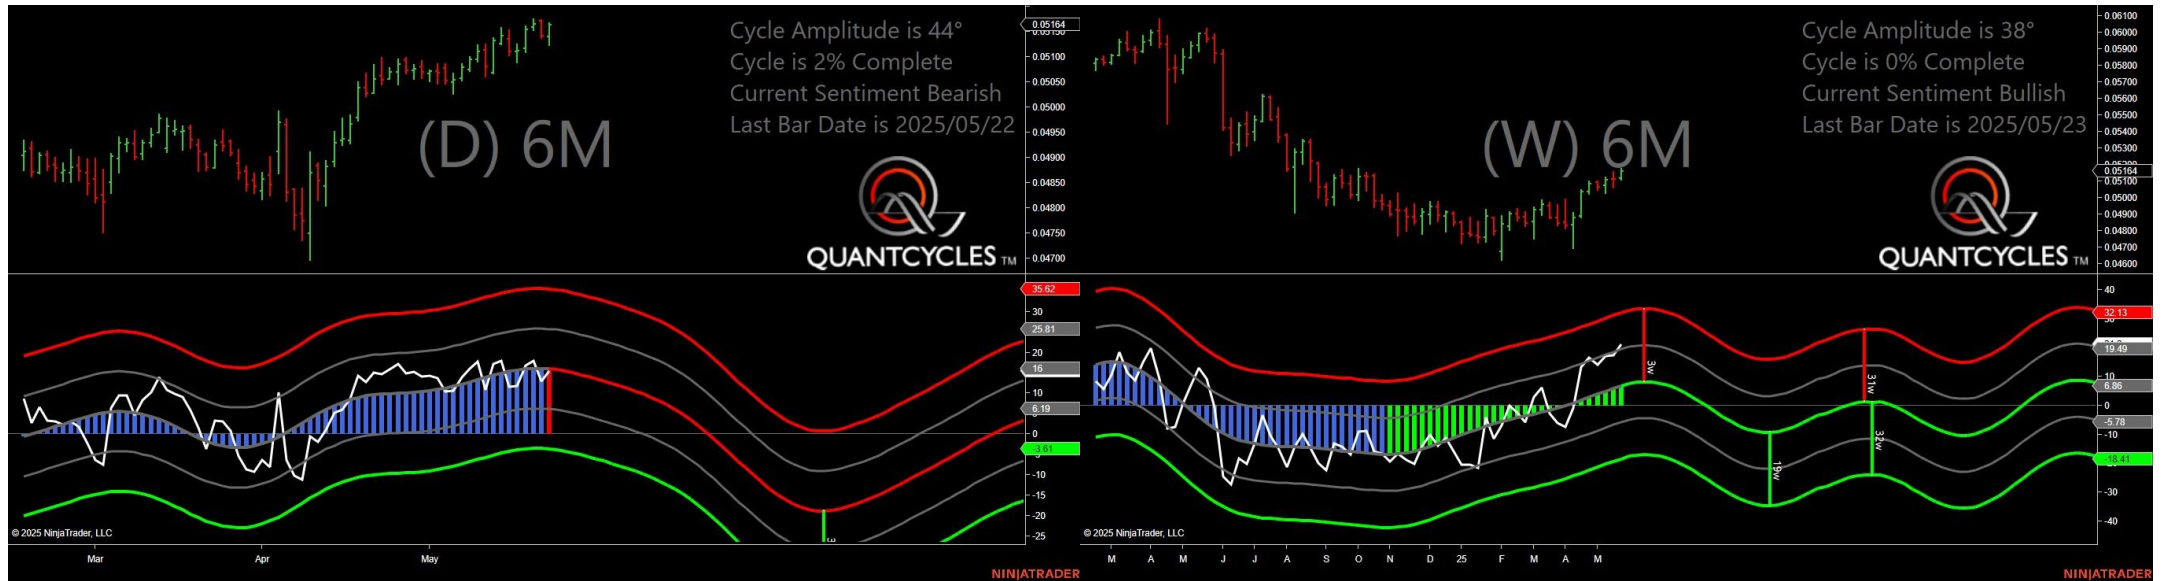 Cycle Amplitude is 44°
Cycle is 2% Complete
Current Sentiment Bearish
Last Bar Date is 2025/05/22
(D) 6M
QUANTCYCLES TM
0.05164
0.05150
0.05100
0.05050
0.05000
0.04950
0.04900
0.04850
0.04800
0.04750
0.04700
35.62
30
25.81
20
16
10
6.19
0
-3.61
-10
-15
-20
-25
3
© 2025 NinjaTrader, LLC
Mar Apr May
NINJATRADER
Cycle Amplitude is 38°
Cycle is 0% Complete
Current Sentiment Bullish
Last Bar Date is 2025/05/23
(W) 6M
QUANTCYCLES TM
0.06100
0.06000
0.05900
0.05800
0.05700
0.05600
0.05500
0.05400
0.05300
0.05164
0.05100
0.05000
0.04900
0.04800
0.04700
0.04600
40
32.13
19.49
10
6.86
0
-5.78
-10
-18.41
-30
-40
3w
19w
31w
32w
© 2025 NinjaTrader, LLC
M A M J J A S O N D 25 F M A M
NINJATRADER